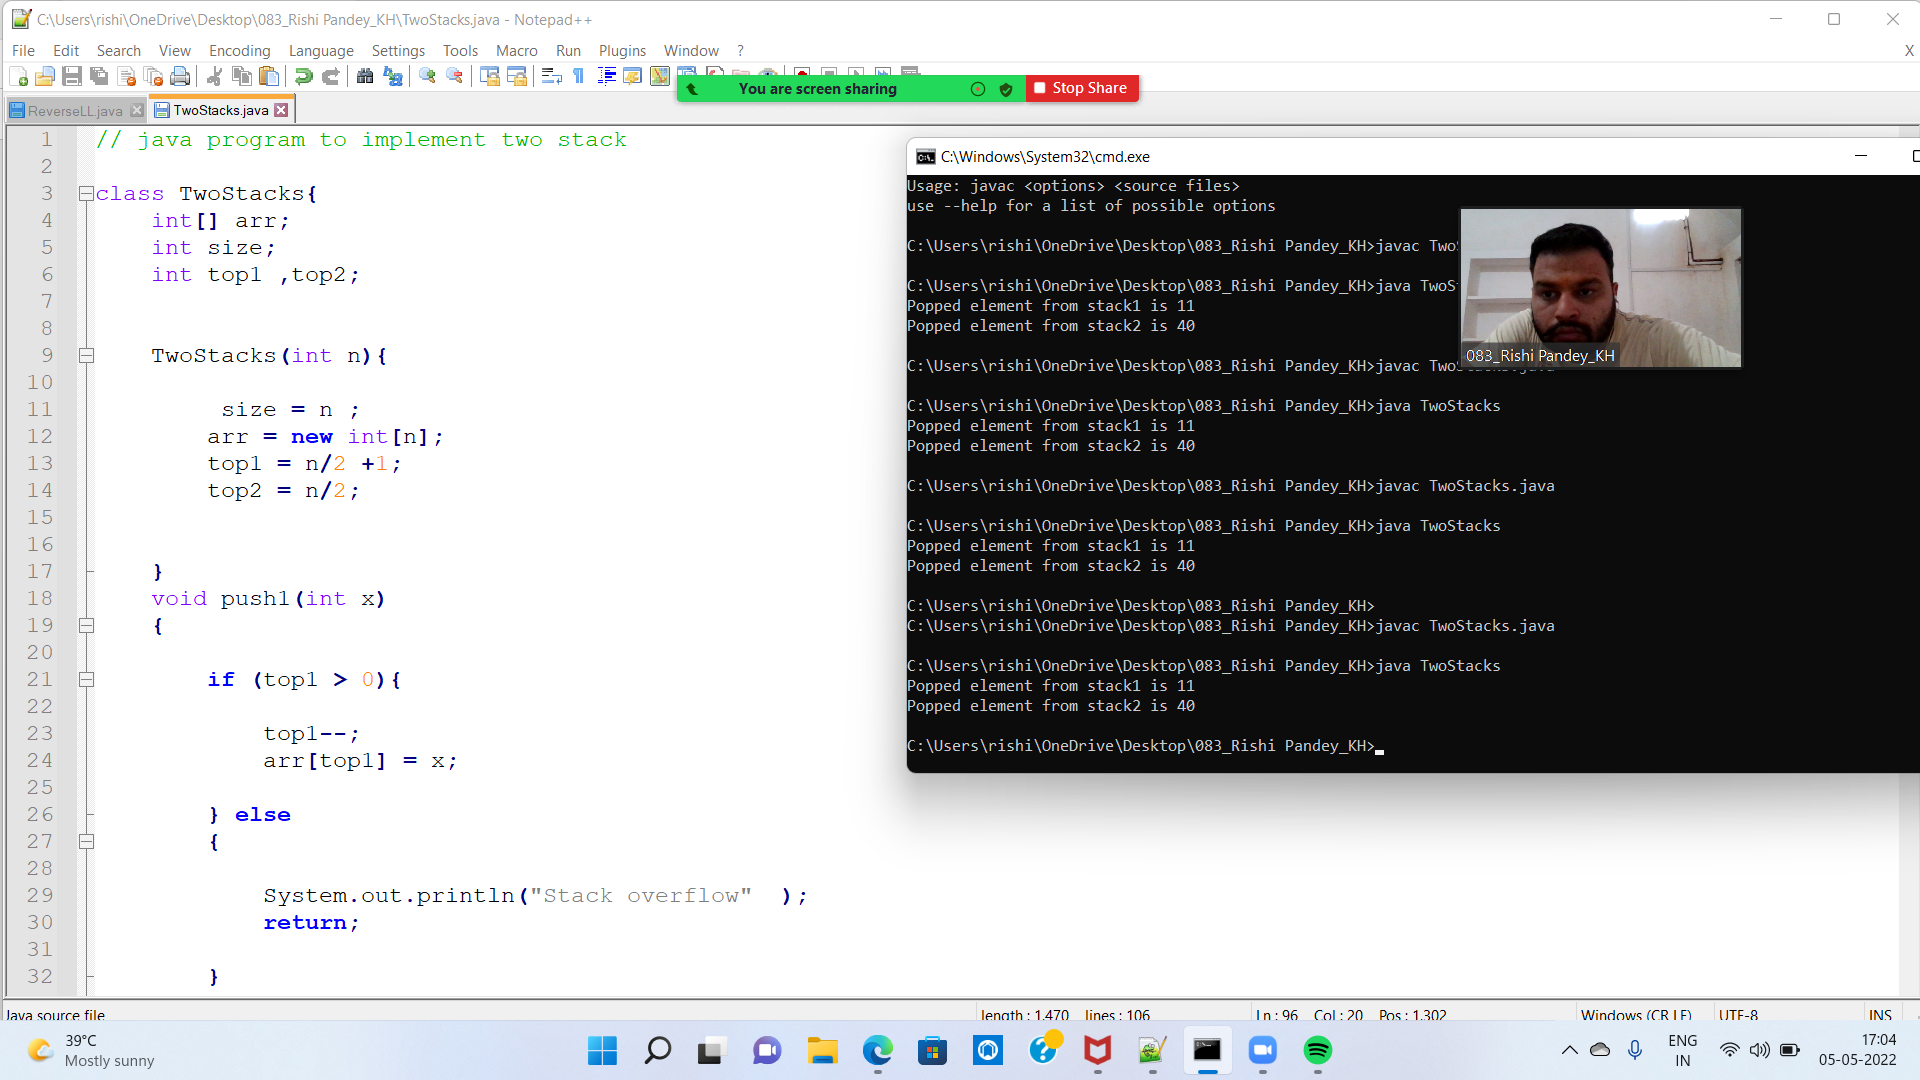 C:\Users\rishi\OneDrive\Desktop\083_Rishi Pandey_KH\TwoStacks.java - Notepad++
File Edit Search View Encoding Language Settings Tools Macro Run Plugins Window ? X
You are screen sharing Stop Share
ReverseLL.java TwoStacks.java
1 // java program to implement two stack
2
3 class TwoStacks{
4 int[] arr;
5 int size;
6 int top1 ,top2;
7
8
9 TwoStacks(int n){
10
11 size = n ;
12 arr = new int[n];
13 top1 = n/2 +1;
14 top2 = n/2;
15
16
17 }
18 void push1(int x)
19 {
20
21 if (top1 > 0){
22
23 top1--;
24 arr[top1] = x;
25
26 } else
27 {
28
29 System.out.println("Stack overflow" );
30 return;
31
32 }
C:\Windows\System32\cmd.exe
Usage: javac <options> <source files>
use --help for a list of possible options
C:\Users\rishi\OneDrive\Desktop\083_Rishi Pandey_KH>javac Two
C:\Users\rishi\OneDrive\Desktop\083_Rishi Pandey_KH>java TwoS
Popped element from stack1 is 11
Popped element from stack2 is 40
083_Rishi Pandey_KH
C:\Users\rishi\OneDrive\Desktop\083_Rishi Pandey_KH>javac TwoStacks.java
C:\Users\rishi\OneDrive\Desktop\083_Rishi Pandey_KH>java TwoStacks
Popped element from stack1 is 11
Popped element from stack2 is 40
C:\Users\rishi\OneDrive\Desktop\083_Rishi Pandey_KH>javac TwoStacks.java
C:\Users\rishi\OneDrive\Desktop\083_Rishi Pandey_KH>java TwoStacks
Popped element from stack1 is 11
Popped element from stack2 is 40
C:\Users\rishi\OneDrive\Desktop\083_Rishi Pandey_KH>
C:\Users\rishi\OneDrive\Desktop\083_Rishi Pandey_KH>javac TwoStacks.java
C:\Users\rishi\OneDrive\Desktop\083_Rishi Pandey_KH>java TwoStacks
Popped element from stack1 is 11
Popped element from stack2 is 40
C:\Users\rishi\OneDrive\Desktop\083_Rishi Pandey_KH>
Java source file length : 1,470 lines : 106 Ln : 96 Col : 20 Pos : 1,302 Windows (CR LF) UTF-8 INS
39°C
Mostly sunny
ENG
IN
17:04
05-05-2022